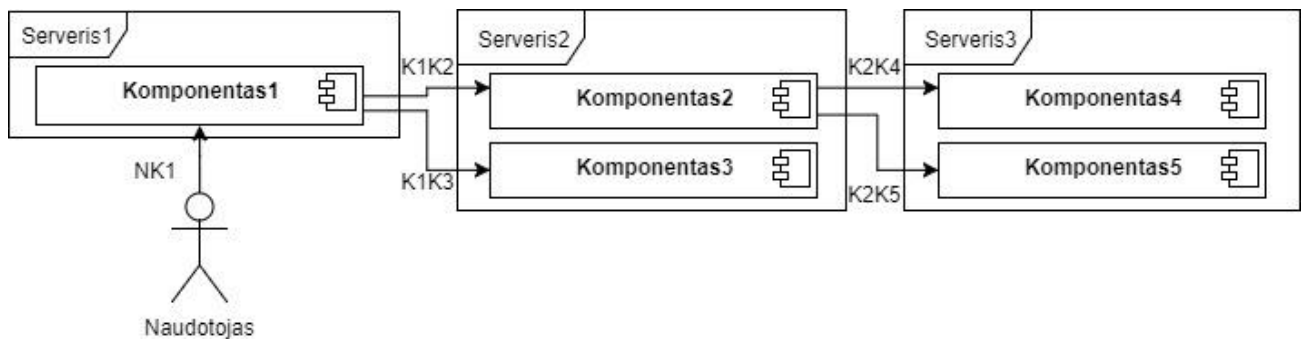 Serveris1
Komponentas1
NK1
Naudotojas
K1K2
K1K3
Serveris2
Komponentas2
Komponentas3
K2K4
K2K5
Serveris3
Komponentas4
Komponentas5